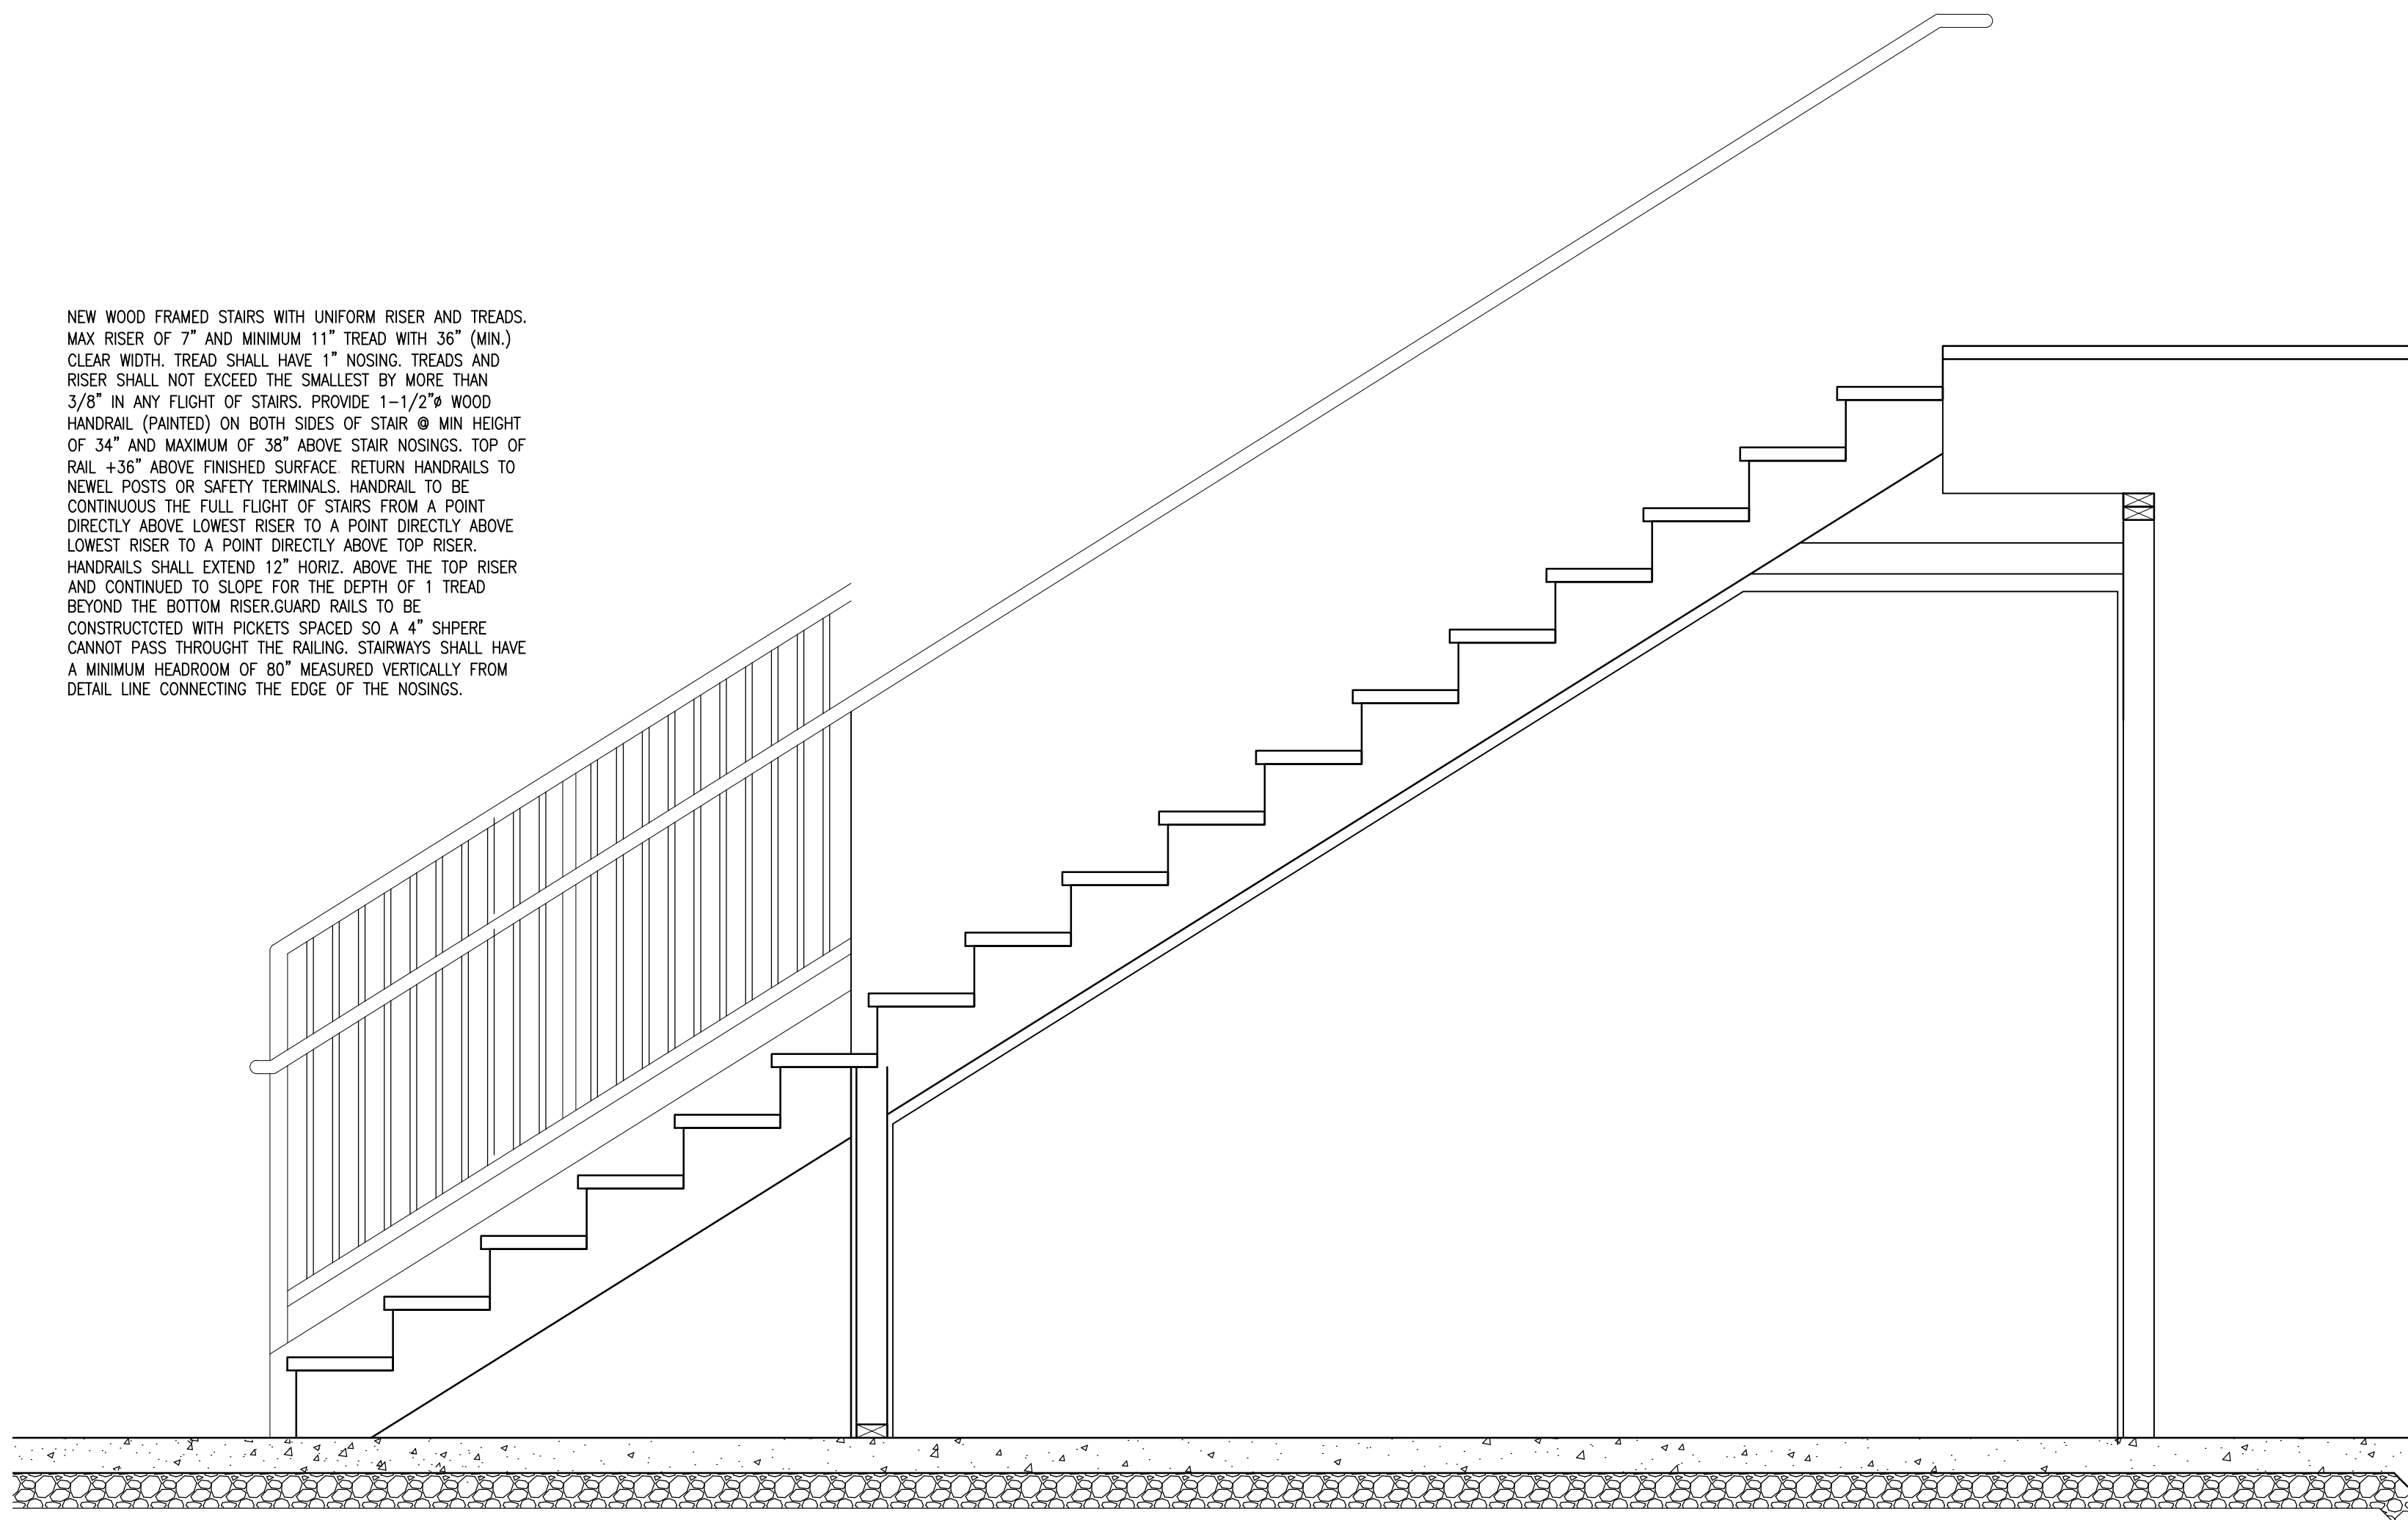 NEW WOOD FRAMED STAIRS WITH UNIFORM RISER AND TREADS.
MAX RISER OF 7" AND MINIMUM 11" TREAD WITH 36" (MIN.)
CLEAR WIDTH. TREAD SHALL HAVE 1" NOSING. TREADS AND
RISER SHALL NOT EXCEED THE SMALLEST BY MORE THAN
3/8" IN ANY FLIGHT OF STAIRS. PROVIDE 1-1/2"ø WOOD
HANDRAIL (PAINTED) ON BOTH SIDES OF STAIR @ MIN HEIGHT
OF 34" AND MAXIMUM OF 38" ABOVE STAIR NOSINGS. TOP OF
RAIL +36" ABOVE FINISHED SURFACE. RETURN HANDRAILS TO
NEWEL POSTS OR SAFETY TERMINALS. HANDRAIL TO BE
CONTINUOUS THE FULL FLIGHT OF STAIRS FROM A POINT
DIRECTLY ABOVE LOWEST RISER TO A POINT DIRECTLY ABOVE
LOWEST RISER TO A POINT DIRECTLY ABOVE TOP RISER.
HANDRAILS SHALL EXTEND 12" HORIZ. ABOVE THE TOP RISER
AND CONTINUED TO SLOPE FOR THE DEPTH OF 1 TREAD
BEYOND THE BOTTOM RISER.GUARD RAILS TO BE
CONSTRUCTCTED WITH PICKETS SPACED SO A 4" SHPERE
CANNOT PASS THROUGHT THE RAILING. STAIRWAYS SHALL HAVE
A MINIMUM HEADROOM OF 80" MEASURED VERTICALLY FROM
DETAIL LINE CONNECTING THE EDGE OF THE NOSINGS.